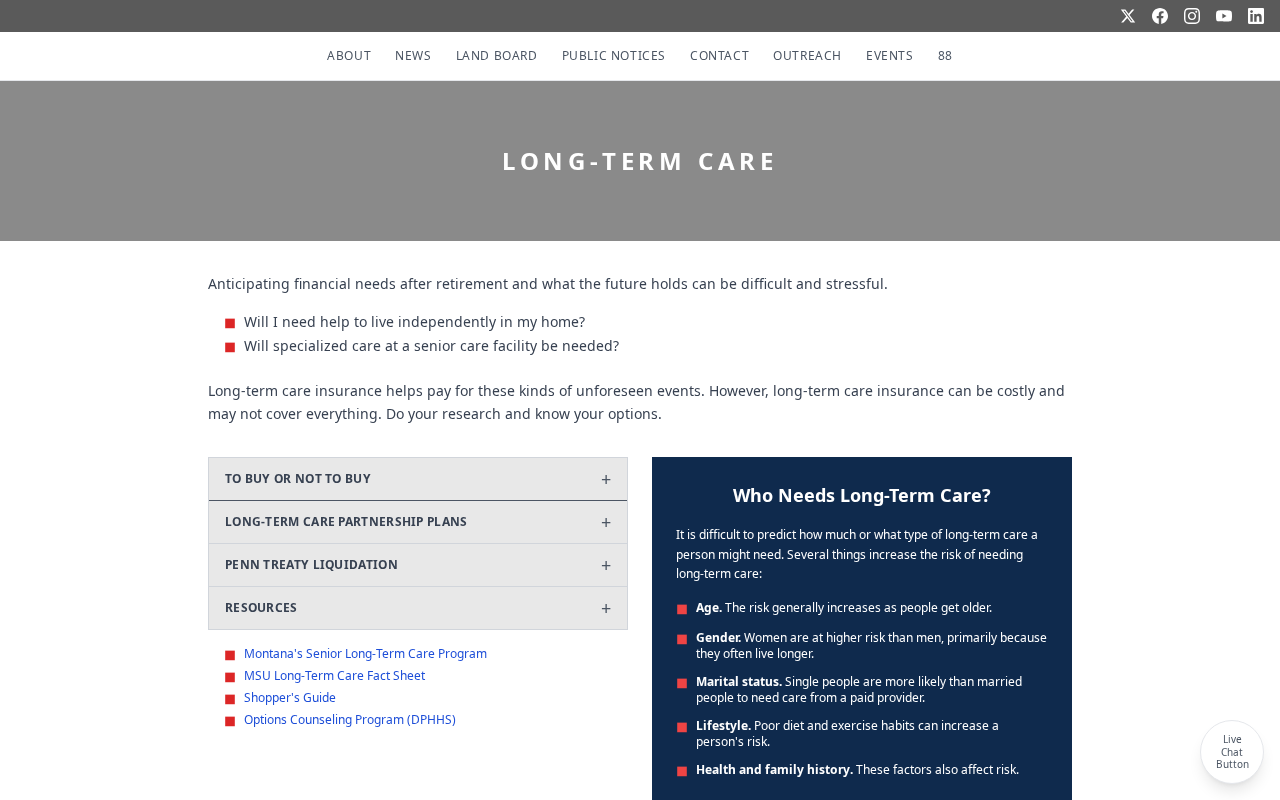 ABOUT NEWS LAND BOARD PUBLIC NOTICES CONTACT OUTREACH EVENTS 88
LONG-TERM CARE
Anticipating financial needs after retirement and what the future holds can be difficult and stressful.
Will I need help to live independently in my home?
Will specialized care at a senior care facility be needed?
Long-term care insurance helps pay for these kinds of unforeseen events. However, long-term care insurance can be costly and
may not cover everything. Do your research and know your options.
TO BUY OR NOT TO BUY +
LONG-TERM CARE PARTNERSHIP PLANS +
PENN TREATY LIQUIDATION +
RESOURCES +
Montana's Senior Long-Term Care Program
MSU Long-Term Care Fact Sheet
Shopper's Guide
Options Counseling Program (DPHHS)
Who Needs Long-Term Care?
It is difficult to predict how much or what type of long-term care a
person might need. Several things increase the risk of needing
long-term care:
Age. The risk generally increases as people get older.
Gender. Women are at higher risk than men, primarily because
they often live longer.
Marital status. Single people are more likely than married
people to need care from a paid provider.
Lifestyle. Poor diet and exercise habits can increase a
person's risk.
Health and family history. These factors also affect risk.
Live
Chat
Button